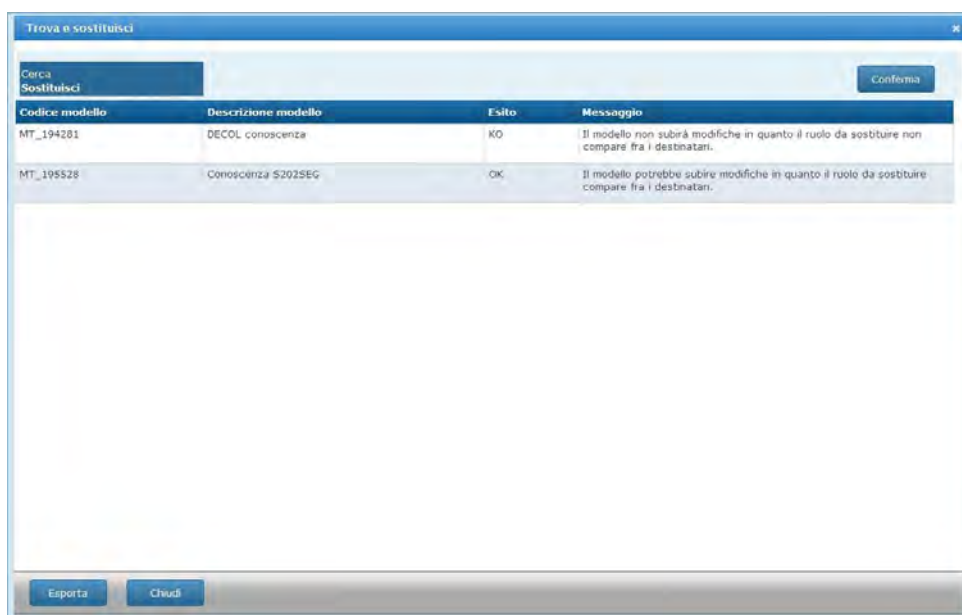 Trova e sostituisci
Cerca
Sostituisci
Conferma
Codice modello Descrizione modello Esito Messaggio
MT_194281 DECOL conoscenza KO Il modello non subirà modifiche in quanto il ruolo da sostituire non
compare fra i destinatari.
MT_195528 Conoscenza S202SEG OK Il modello potrebbe subire modifiche in quanto il ruolo da sostituire
compare fra i destinatari.
Esporta Chiudi